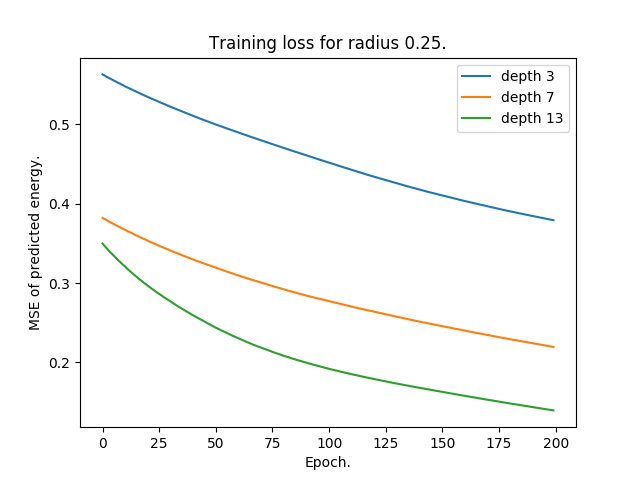 Training loss for radius 0.25.
depth 3
depth 7
depth 13
MSE of predicted energy.
0.5
0.4
0.3
0.2
0 25 50 75 100 125 150 175 200
Epoch.